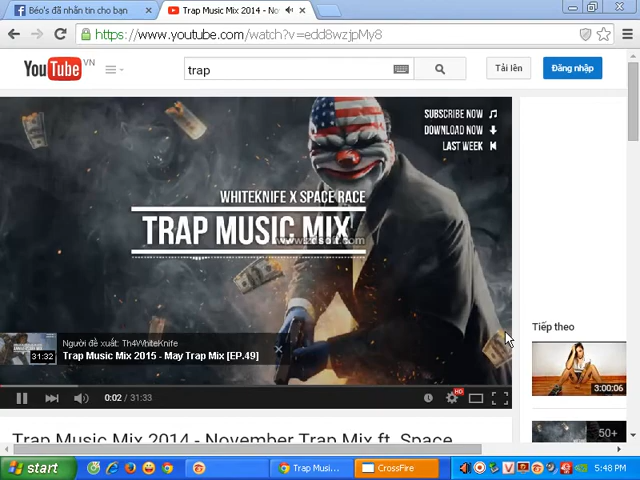 Béo's đã nhắn tin cho bạn
Trap Music Mix 2014 - No
https://www.youtube.com/watch?v=edd8wzjpMy8
YouTube VN
trap
Tải lên
Đăng nhập
SUBSCRIBE NOW
DOWNLOAD NOW
LAST WEEK
WHITEKNIFE X SPACE RACE
TRAP MUSIC MIX
www.zdsoft.com
Người đề xuất: Th4WhiteKnife
Trap Music Mix 2015 - May Trap Mix [EP.49]
31:32
0:02 / 31:33
HD
Tiếp theo
3:00:06
50+
Trap Music Mix 2014 - November Trap Mix ft. Space
start
Trap Musi...
CrossFire
5:48 PM